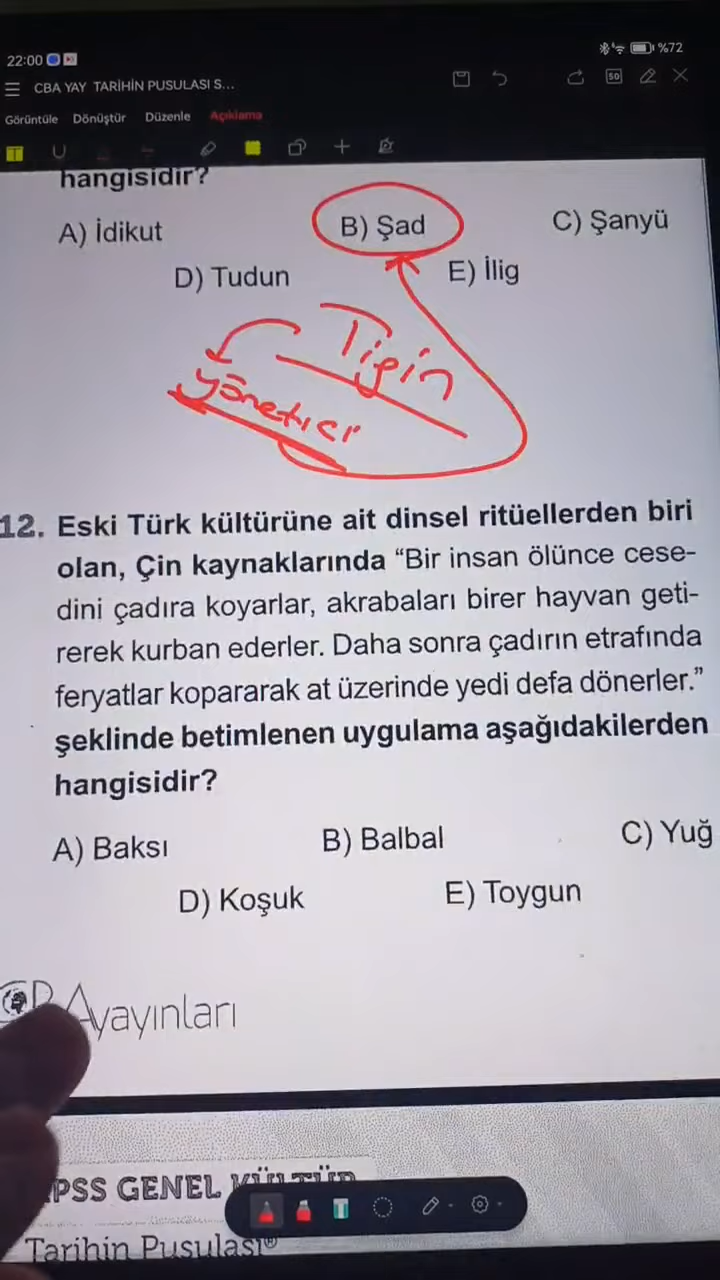 22:00
%72
CBA YAY TARİHİN PUSULASI S...
50
Görüntüle Dönüştür Düzenle Açıklama
hangisidir?
A) İdikut B) Şad C) Şanyü
D) Tudun E) İlig
Tigin
yönetici
12. Eski Türk kültürüne ait dinsel ritüellerden biri
olan, Çin kaynaklarında “Bir insan ölünce cese-
dini çadıra koyarlar, akrabaları birer hayvan geti-
rerek kurban ederler. Daha sonra çadırın etrafında
feryatlar kopararak at üzerinde yedi defa dönerler.”
şeklinde betimlenen uygulama aşağıdakilerden
hangisidir?
A) Baksı B) Balbal C) Yuğ
D) Koşuk E) Toygun
yayınları
GENEL KÜLTÜR
Tarihin Pusulası®